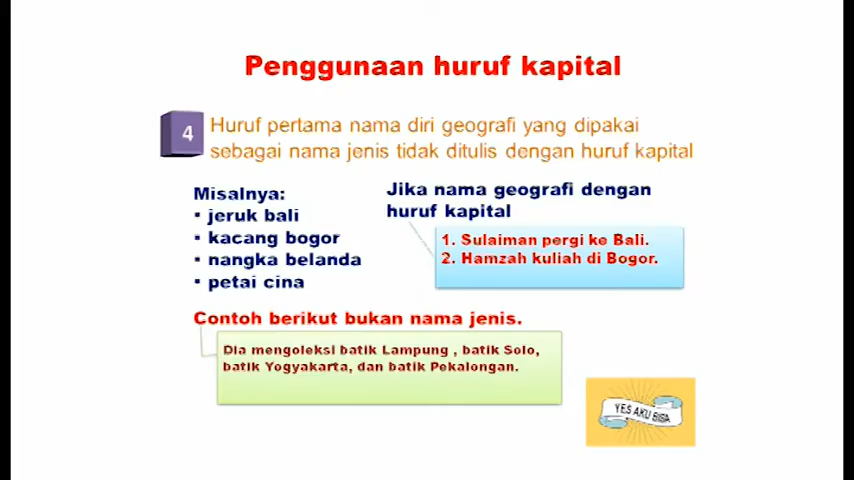 Penggunaan huruf kapital
4
Huruf pertama nama diri geografi yang dipakai
sebagai nama jenis tidak ditulis dengan huruf kapital
Misalnya:
▪ jeruk bali
▪ kacang bogor
▪ nangka belanda
▪ petai cina
Jika nama geografi dengan
huruf kapital
1. Sulaiman pergi ke Bali.
2. Hamzah kuliah di Bogor.
Contoh berikut bukan nama jenis.
Dia mengoleksi batik Lampung , batik Solo,
batik Yogyakarta, dan batik Pekalongan.
YES AKU BISA